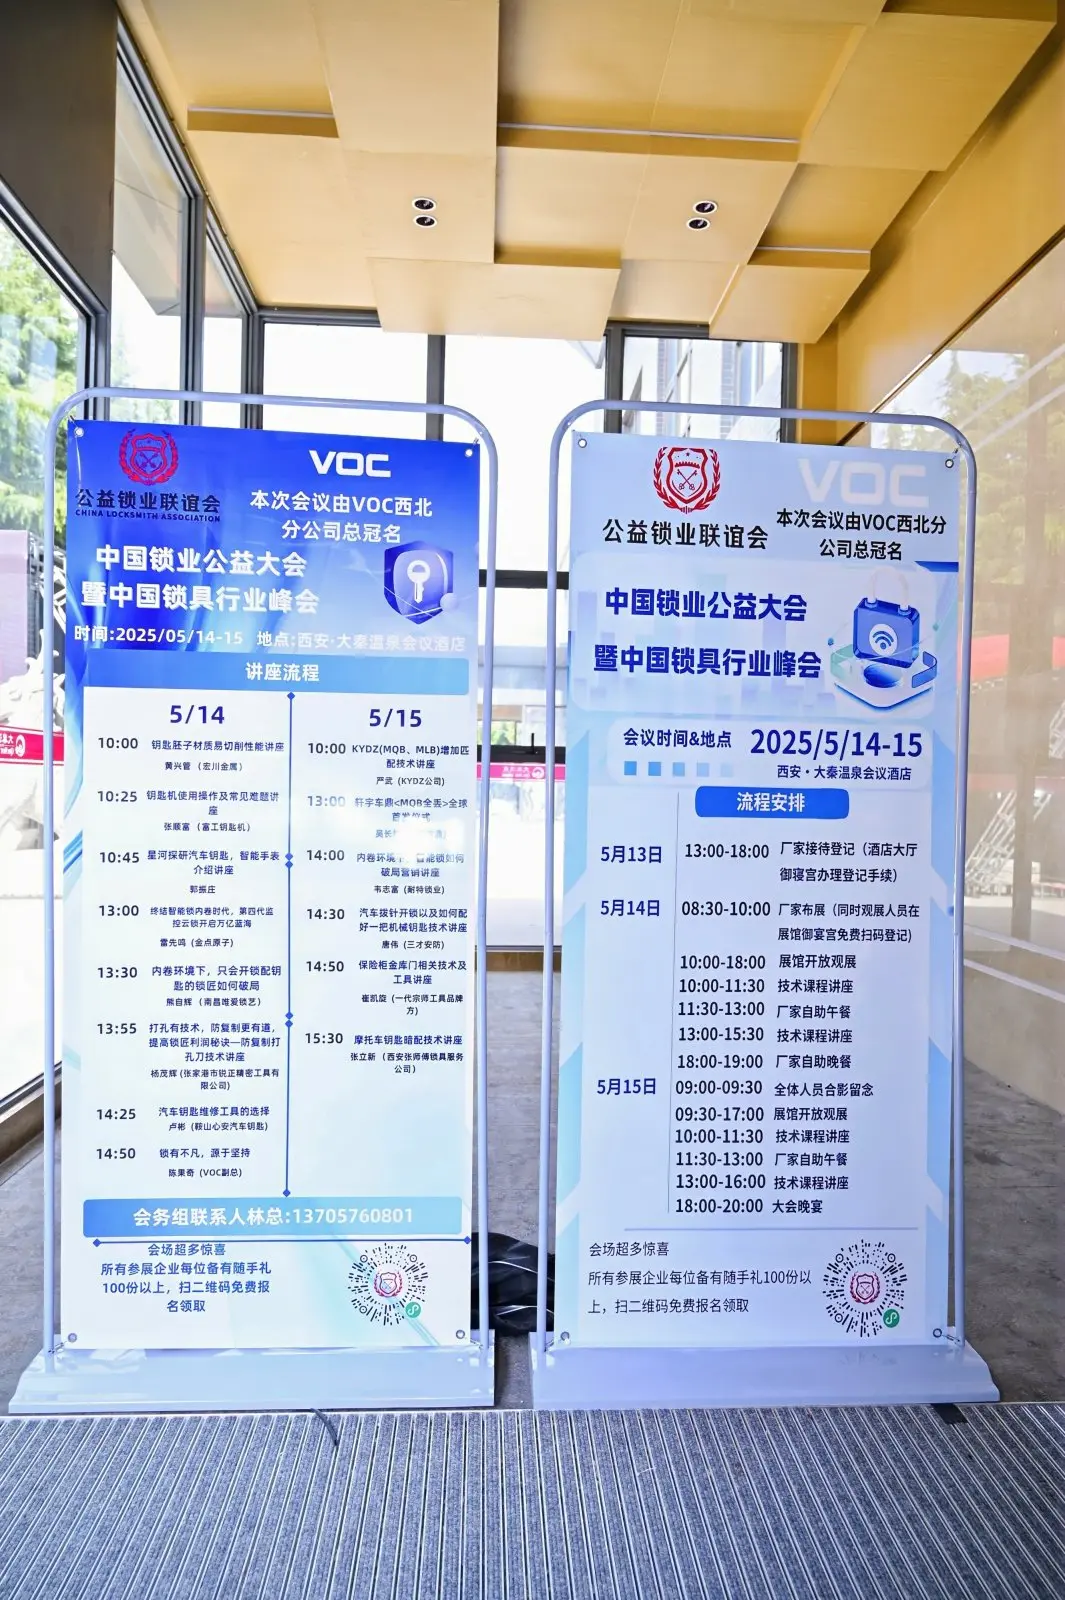 公益锁业联谊会
CHINA LOCKSMITH ASSOCIATION
VOC
本次会议由VOC西北
分公司总冠名
中国锁业公益大会
暨中国锁具行业峰会
时间:2025/05/14-15 地点:西安·大秦温泉会议酒店
讲座流程
5/14
10:00 钥匙胚子材质易切削性能讲座
黄兴管（宏川金属）
10:25 钥匙机使用操作及常见难题讲
座
张顺富（富工钥匙机）
10:45 星河探研汽车钥匙，智能手表
介绍讲座
郭振庄
13:00 终结智能锁内卷时代，第四代监
控云锁开启万亿蓝海
雷先鸣（金点原子）
13:30 内卷环境下，只会开锁配钥
匙的锁匠如何破局
熊自辉（南昌唯爱锁艺）
13:55 打孔有技术，防复制更有道，
提高锁匠利润秘诀—防复制打
孔刀技术讲座
杨茂辉（张家港市锐正精密工具有
限公司）
14:25 汽车钥匙维修工具的选择
卢彬（鞍山心安汽车钥匙）
14:50 锁有不凡，源于坚持
陈果奇（VOC副总）
5/15
10:00 KYDZ(MQB、MLB)增加匹
配技术讲座
严武（KYDZ公司）
13:00 轩宇车鼎<MQB全丢>全球
首发仪式
吴长
14:00 内卷环境下，智能锁如何
破局营销讲座
韦志富（耐特锁业）
14:30 汽车拨针开锁以及如何配
好一把机械钥匙技术讲座
唐伟（三才安防）
14:50 保险柜金库门相关技术及
工具讲座
崔凯旋（一代宗师工具品牌
方）
15:30 摩托车钥匙暗配技术讲座
张立新（西安张师傅锁具服务
公司）
会务组联系人林总:13705760801
会场超多惊喜
所有参展企业每位备有随手礼
100份以上，扫二维码免费报
名领取
公益锁业联谊会
VOC
本次会议由VOC西北分
公司总冠名
中国锁业公益大会
暨中国锁具行业峰会
会议时间&地点 2025/5/14-15
西安·大秦温泉会议酒店
流程安排
5月13日 13:00-18:00 厂家接待登记（酒店大厅
御寝宫办理登记手续）
5月14日 08:30-10:00 厂家布展（同时观展人员在
展馆御宴宫免费扫码登记)
10:00-18:00 展馆开放观展
10:00-11:30 技术课程讲座
11:30-13:00 厂家自助午餐
13:00-15:30 技术课程讲座
18:00-19:00 厂家自助晚餐
5月15日 09:00-09:30 全体人员合影留念
09:30-17:00 展馆开放观展
10:00-11:30 技术课程讲座
11:30-13:00 厂家自助午餐
13:00-16:00 技术课程讲座
18:00-20:00 大会晚宴
会场超多惊喜
所有参展企业每位备有随手礼100份以
上，扫二维码免费报名领取